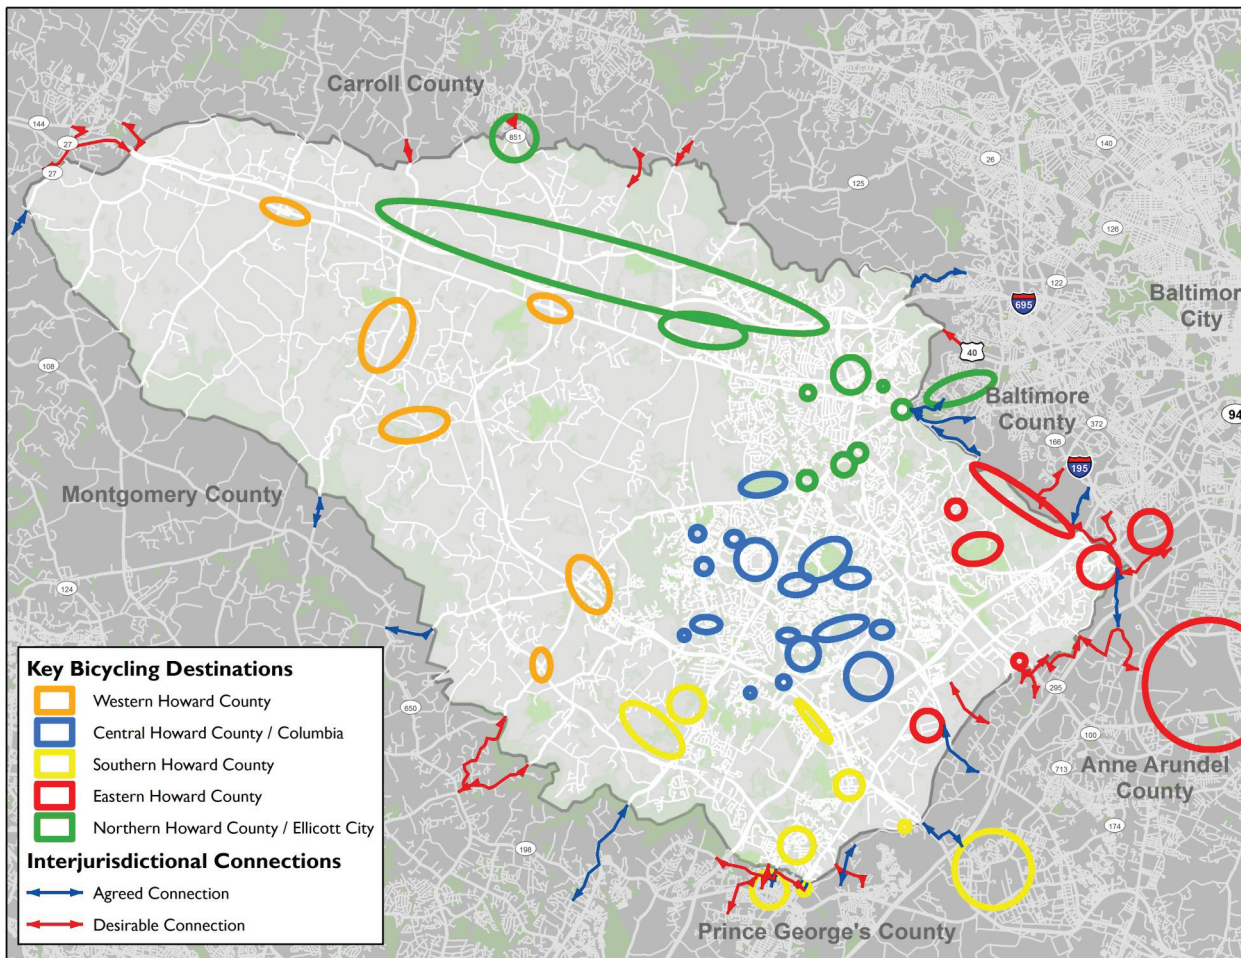 Carroll County
144
27
27
851
140
26
125
126
122
695
Baltimor
City
40
108
Baltimore
County
94
372
166
195
Montgomery County
124
Key Bicycling Destinations
Western Howard County
Central Howard County / Columbia
Southern Howard County
Eastern Howard County
Northern Howard County / Ellicott City
Interjurisdictional Connections
Agreed Connection
Desirable Connection
650
295
100
713
Anne Arundel
County
174
198
Prince George's County